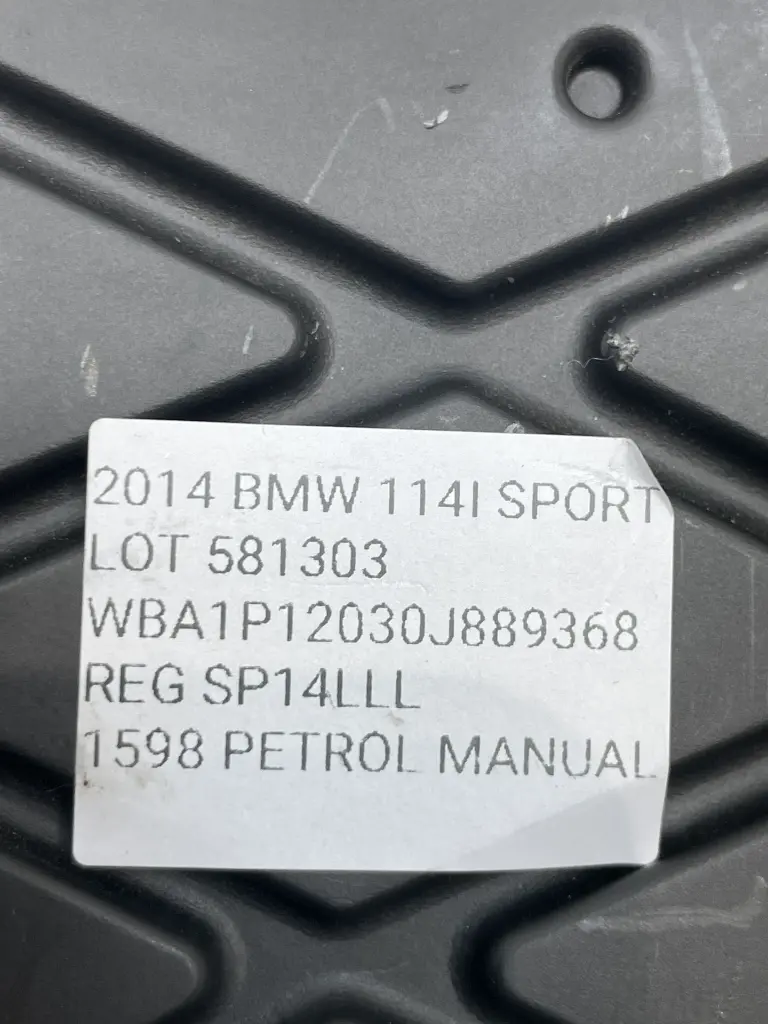 2014 BMW 114I SPORT
LOT 581303
WBA1P12030J889368
REG SP14LLL
1598 PETROL MANUAL